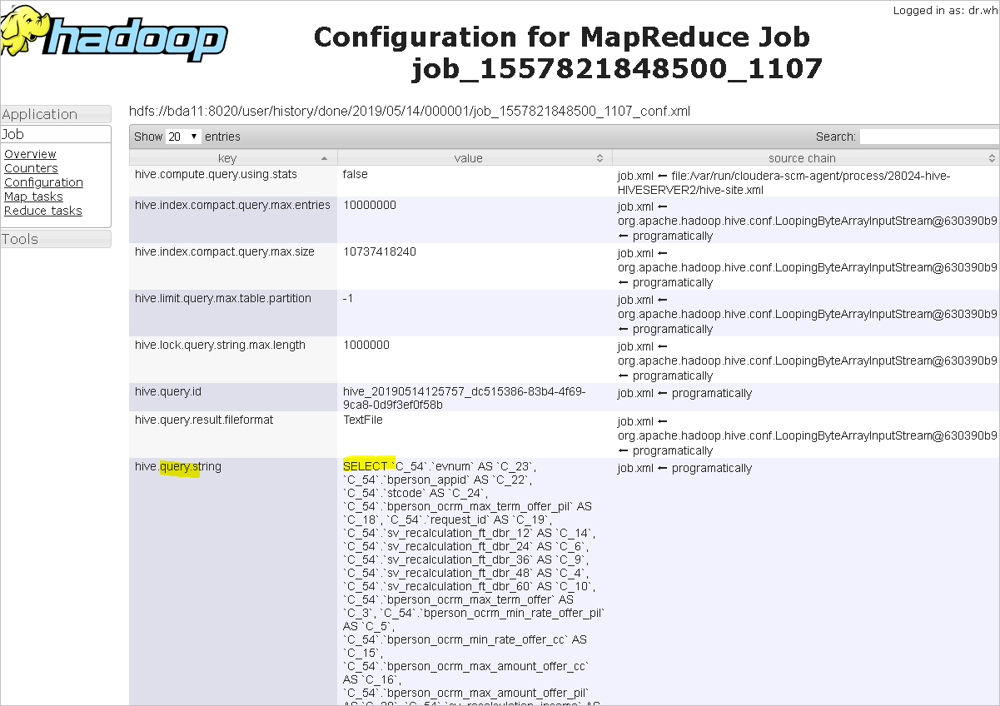 Logged in as: dr.wh
hadoop
Configuration for MapReduce Job
job_1557821848500_1107
Application
Job
Overview
Counters
Configuration
Map tasks
Reduce tasks
Tools
hdfs://bda11:8020/user/history/done/2019/05/14/000001/job_1557821848500_1107_conf.xml
Show 20 entries Search:
key value source chain
hive.compute.query.using.stats false job.xml ← file:/var/run/cloudera-scm-agent/process/28024-hive-
HIVESERVER2/hive-site.xml
hive.index.compact.query.max.entries 10000000 job.xml ←
org.apache.hadoop.hive.conf.LoopingByteArrayInputStream@630390b9
← programatically
hive.index.compact.query.max.size 10737418240 job.xml ←
org.apache.hadoop.hive.conf.LoopingByteArrayInputStream@630390b9
← programatically
hive.limit.query.max.table.partition -1 job.xml ←
org.apache.hadoop.hive.conf.LoopingByteArrayInputStream@630390b9
← programatically
hive.lock.query.string.max.length 1000000 job.xml ←
org.apache.hadoop.hive.conf.LoopingByteArrayInputStream@630390b9
← programatically
hive.query.id hive_20190514125757_dc515386-83b4-4f69- job.xml ← programatically
9ca8-0d9f3ef0f58b
hive.query.result.fileformat TextFile job.xml ←
org.apache.hadoop.hive.conf.LoopingByteArrayInputStream@630390b9
← programatically
hive.query.string SELECT `C_54`.`evnum` AS `C_23`, job.xml ← programatically
`C_54`.`bperson_appid` AS `C_22`,
`C_54`.`stcode` AS `C_24`,
`C_54`.`bperson_ocrm_max_term_offer_pil` AS
`C_18`, `C_54`.`request_id` AS `C_19`,
`C_54`.`sv_recalculation_ft_dbr_12` AS `C_14`,
`C_54`.`sv_recalculation_ft_dbr_24` AS `C_6`,
`C_54`.`sv_recalculation_ft_dbr_36` AS `C_9`,
`C_54`.`sv_recalculation_ft_dbr_48` AS `C_4`,
`C_54`.`sv_recalculation_ft_dbr_60` AS `C_10`,
`C_54`.`bperson_ocrm_max_term_offer` AS
`C_3`, `C_54`.`bperson_ocrm_min_rate_offer_pil`
AS `C_5`,
`C_54`.`bperson_ocrm_min_rate_offer_cc` AS
`C_15`,
`C_54`.`bperson_ocrm_max_amount_offer_cc`
AS `C_16`,
`C_54`.`bperson_ocrm_max_amount_offer_pil`